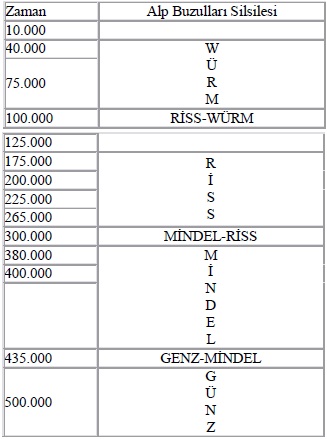 Zaman Alp Buzulları Silsilesi
10.000
40.000 W
Ü
75.000 R
M
100.000 RİSS-WÜRM
125.000
175.000 R
200.000 İ
225.000 S
265.000 S
300.000 MİNDEL-RİSS
380.000 M
400.000 İ
N
D
E
L
435.000 GENZ-MİNDEL
G
Ü
500.000 N
Z